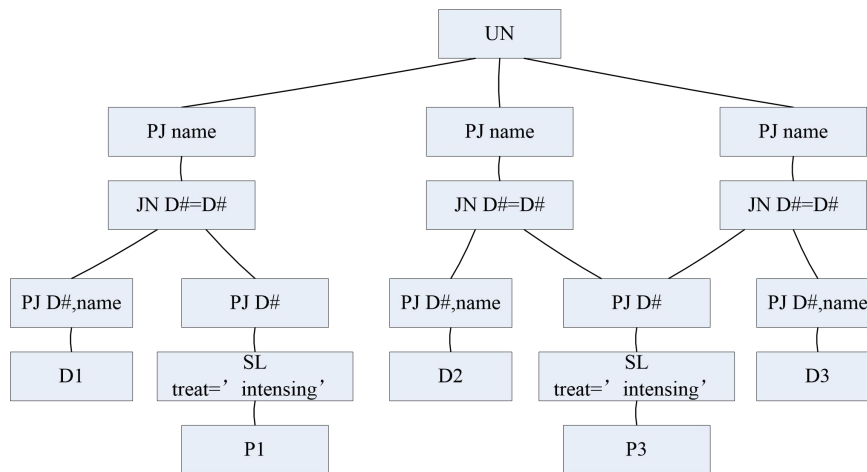 UN
PJ name
PJ name
PJ name
JN D#=D#
JN D#=D#
JN D#=D#
PJ D#,name
PJ D#
PJ D#,name
PJ D#
PJ D#,name
D1
SL
treat=’ intensing’
D2
SL
treat=’ intensing’
D3
P1
P3